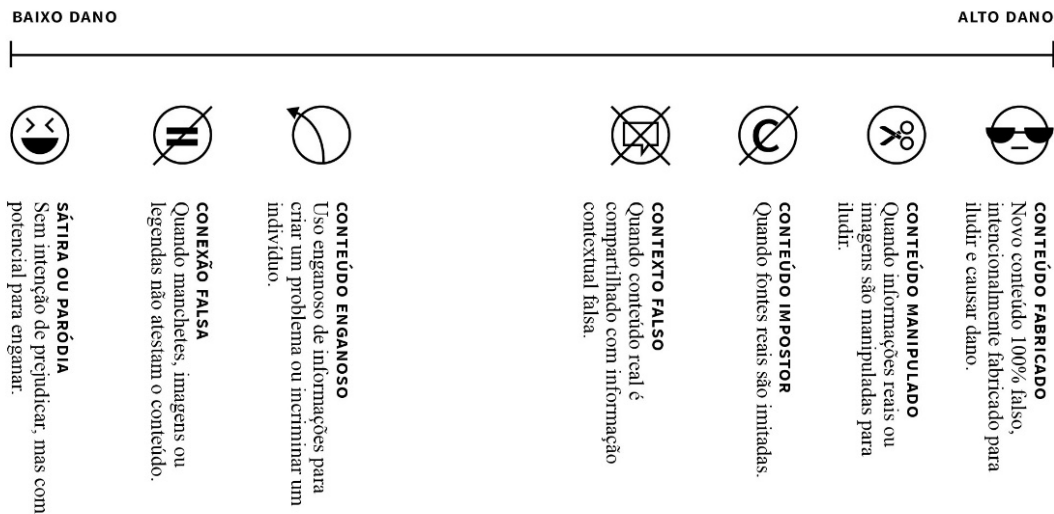 BAIXO DANO
ALTO DANO
SÁTIRA OU PARÓDIA
Sem intenção de prejudicar, mas com
potencial para enganar.
CONEXÃO FALSA
Quando manchetes, imagens ou
legendas não atestam o conteúdo.
CONTEÚDO ENGANOSO
Uso enganoso de informações para
criar um problema ou incriminar um
indivíduo.
CONTEXTO FALSO
Quando conteúdo real é
compartilhado com informação
contextual falsa.
C
CONTEÚDO IMPOSTOR
Quando fontes reais são imitadas.
CONTEÚDO MANIPULADO
Quando informações reais ou
imagens são manipuladas para
iludir.
CONTEÚDO FABRICADO
Novo conteúdo 100% falso,
intencionalmente fabricado para
iludir e causar dano.